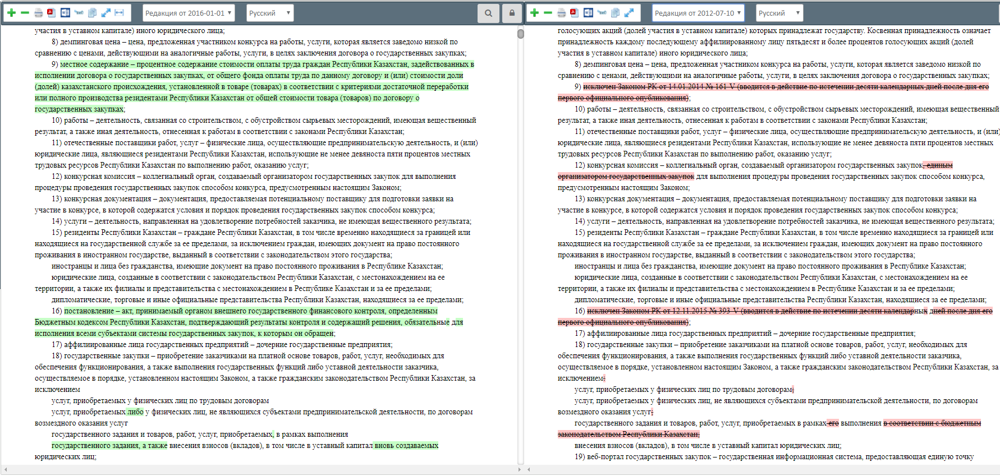 Редакция от 2016-01-01
Русский
участия в уставном капитале) иного юридического лица;
8) демпинговая цена – цена, предложенная участником конкурса на работы, услуги, которая является заведомо низкой по
сравнению с ценами, действующими на аналогичные работы, услуги, в целях заключения договора о государственных закупках;
9) местное содержание – процентное содержание стоимости оплаты труда граждан Республики Казахстан, задействованных в
исполнении договора о государственных закупках, от общего фонда оплаты труда по данному договору и (или) стоимости доли
(долей) казахстанского происхождения, установленной в товаре (товарах) в соответствии с критериями достаточной переработки
или полного производства резидентами Республики Казахстан от общей стоимости товара (товаров) по договору о
государственных закупках;
10) работы – деятельность, связанная со строительством, с обустройством сырьевых месторождений, имеющая вещественный
результат, а также иная деятельность, отнесенная к работам в соответствии с законами Республики Казахстан;
11) отечественные поставщики работ, услуг – физические лица, осуществляющие предпринимательскую деятельность, и (или)
юридические лица, являющиеся резидентами Республики Казахстан, использующие не менее девяноста пяти процентов местных
трудовых ресурсов Республики Казахстан по выполнению работ, оказанию услуг;
12) конкурсная комиссия – коллегиальный орган, создаваемый организатором государственных закупок для выполнения
процедуры проведения государственных закупок способом конкурса, предусмотренным настоящим Законом;
13) конкурсная документация – документация, предоставляемая потенциальному поставщику для подготовки заявки на
участие в конкурсе, в которой содержатся условия и порядок проведения государственных закупок способом конкурса;
14) услуги – деятельность, направленная на удовлетворение потребностей заказчика, не имеющая вещественного результата;
15) резиденты Республики Казахстан – граждане Республики Казахстан, в том числе временно находящиеся за границей или
находящиеся на государственной службе за ее пределами, за исключением граждан, имеющих документ на право постоянного
проживания в иностранном государстве, выданный в соответствии с законодательством этого государства;
иностранцы и лица без гражданства, имеющие документ на право постоянного проживания в Республике Казахстан;
юридические лица, созданные в соответствии с законодательством Республики Казахстан, с местонахождением на ее
территории, а также их филиалы и представительства с местонахождением в Республике Казахстан и за ее пределами;
дипломатические, торговые и иные официальные представительства Республики Казахстан, находящиеся за ее пределами;
16) постановление – акт, принимаемый органом внешнего государственного финансового контроля, определенным
Бюджетным кодексом Республики Казахстан, подтверждающий результаты контроля и содержащий решения, обязательные для
исполнения всеми субъектами системы государственных закупок, к которым он обращен;
17) аффилиированные лица государственных предприятий – дочерние государственные предприятия;
18) государственные закупки – приобретение заказчиками на платной основе товаров, работ, услуг, необходимых для
обеспечения функционирования, а также выполнения государственных функций либо уставной деятельности заказчика,
осуществляемое в порядке, установленном настоящим Законом, а также гражданским законодательством Республики Казахстан, за
исключением
услуг, приобретаемых у физических лиц по трудовым договорам
услуг, приобретаемых либо у физических лиц, не являющихся субъектами предпринимательской деятельности, по договорам
возмездного оказания услуг
государственного задания и товаров, работ, услуг, приобретаемых, в рамках выполнения
государственного задания, а также внесения взносов (вкладов), в том числе в уставный капитал вновь создаваемых
юридических лиц;
Редакция от 2012-07-10
Русский
голосующих акций (долей участия в уставном капитале) которых принадлежат государству. Косвенная принадлежность означает
принадлежность каждому последующему аффилиированному лицу пятьдесят и более процентов голосующих акций (долей
участия в уставном капитале) иного юридического лица;
8) демпинговая цена – цена, предложенная участником конкурса на работы, услуги, которая является заведомо низкой по
сравнению с ценами, действующими на аналогичные работы, услуги, в целях заключения договора о государственных закупках;
9) исключен Законом РК от 14.01.2014 № 161-V (вводится в действие по истечении десяти календарных дней после дня его
первого официального опубликования);
10) работы – деятельность, связанная со строительством, с обустройством сырьевых месторождений, имеющая вещественный
результат, а также иная деятельность, отнесенная к работам в соответствии с законами Республики Казахстан;
11) отечественные поставщики работ, услуг – физические лица, осуществляющие предпринимательскую деятельность, и (или)
юридические лица, являющиеся резидентами Республики Казахстан, использующие не менее девяноста пяти процентов местных
трудовых ресурсов Республики Казахстан по выполнению работ, оказанию услуг;
12) конкурсная комиссия – коллегиальный орган, создаваемый организатором государственных закупок, единым
организатором государственных закупок для выполнения процедуры проведения государственных закупок способом конкурса,
предусмотренным настоящим Законом;
13) конкурсная документация – документация, предоставляемая потенциальному поставщику для подготовки заявки на
участие в конкурсе, в которой содержатся условия и порядок проведения государственных закупок способом конкурса;
14) услуги – деятельность, направленная на удовлетворение потребностей заказчика, не имеющая вещественного результата;
15) резиденты Республики Казахстан – граждане Республики Казахстан, в том числе временно находящиеся за границей или
находящиеся на государственной службе за ее пределами, за исключением граждан, имеющих документ на право постоянного
проживания в иностранном государстве, выданный в соответствии с законодательством этого государства;
иностранцы и лица без гражданства, имеющие документ на право постоянного проживания в Республике Казахстан;
юридические лица, созданные в соответствии с законодательством Республики Казахстан, с местонахождением на ее
территории, а также их филиалы и представительства с местонахождением в Республике Казахстан и за ее пределами;
дипломатические, торговые и иные официальные представительства Республики Казахстан, находящиеся за ее пределами;
16) исключен Законом РК от 12.11.2015 № 393-V (вводится в действие по истечении десяти календарных дней после дня его
первого официального опубликования);
17) аффилиированные лица государственных предприятий – дочерние государственные предприятия;
18) государственные закупки – приобретение заказчиками на платной основе товаров, работ, услуг, необходимых для
обеспечения функционирования, а также выполнения государственных функций либо уставной деятельности заказчика,
осуществляемое в порядке, установленном настоящим Законом, а также гражданским законодательством Республики Казахстан, за
исключением:
услуг, приобретаемых у физических лиц по трудовым договорам;
услуг, приобретаемых у физических лиц, не являющихся субъектами предпринимательской деятельности, по договорам
возмездного оказания услуг;
государственного задания и товаров, работ, услуг, приобретаемых в рамках его выполнения в соответствии с бюджетным
законодательством Республики Казахстан;
внесения взносов (вкладов), в том числе в уставный капитал юридических лиц;
19) веб-портал государственных закупок – государственная информационная система, предоставляющая единую точку